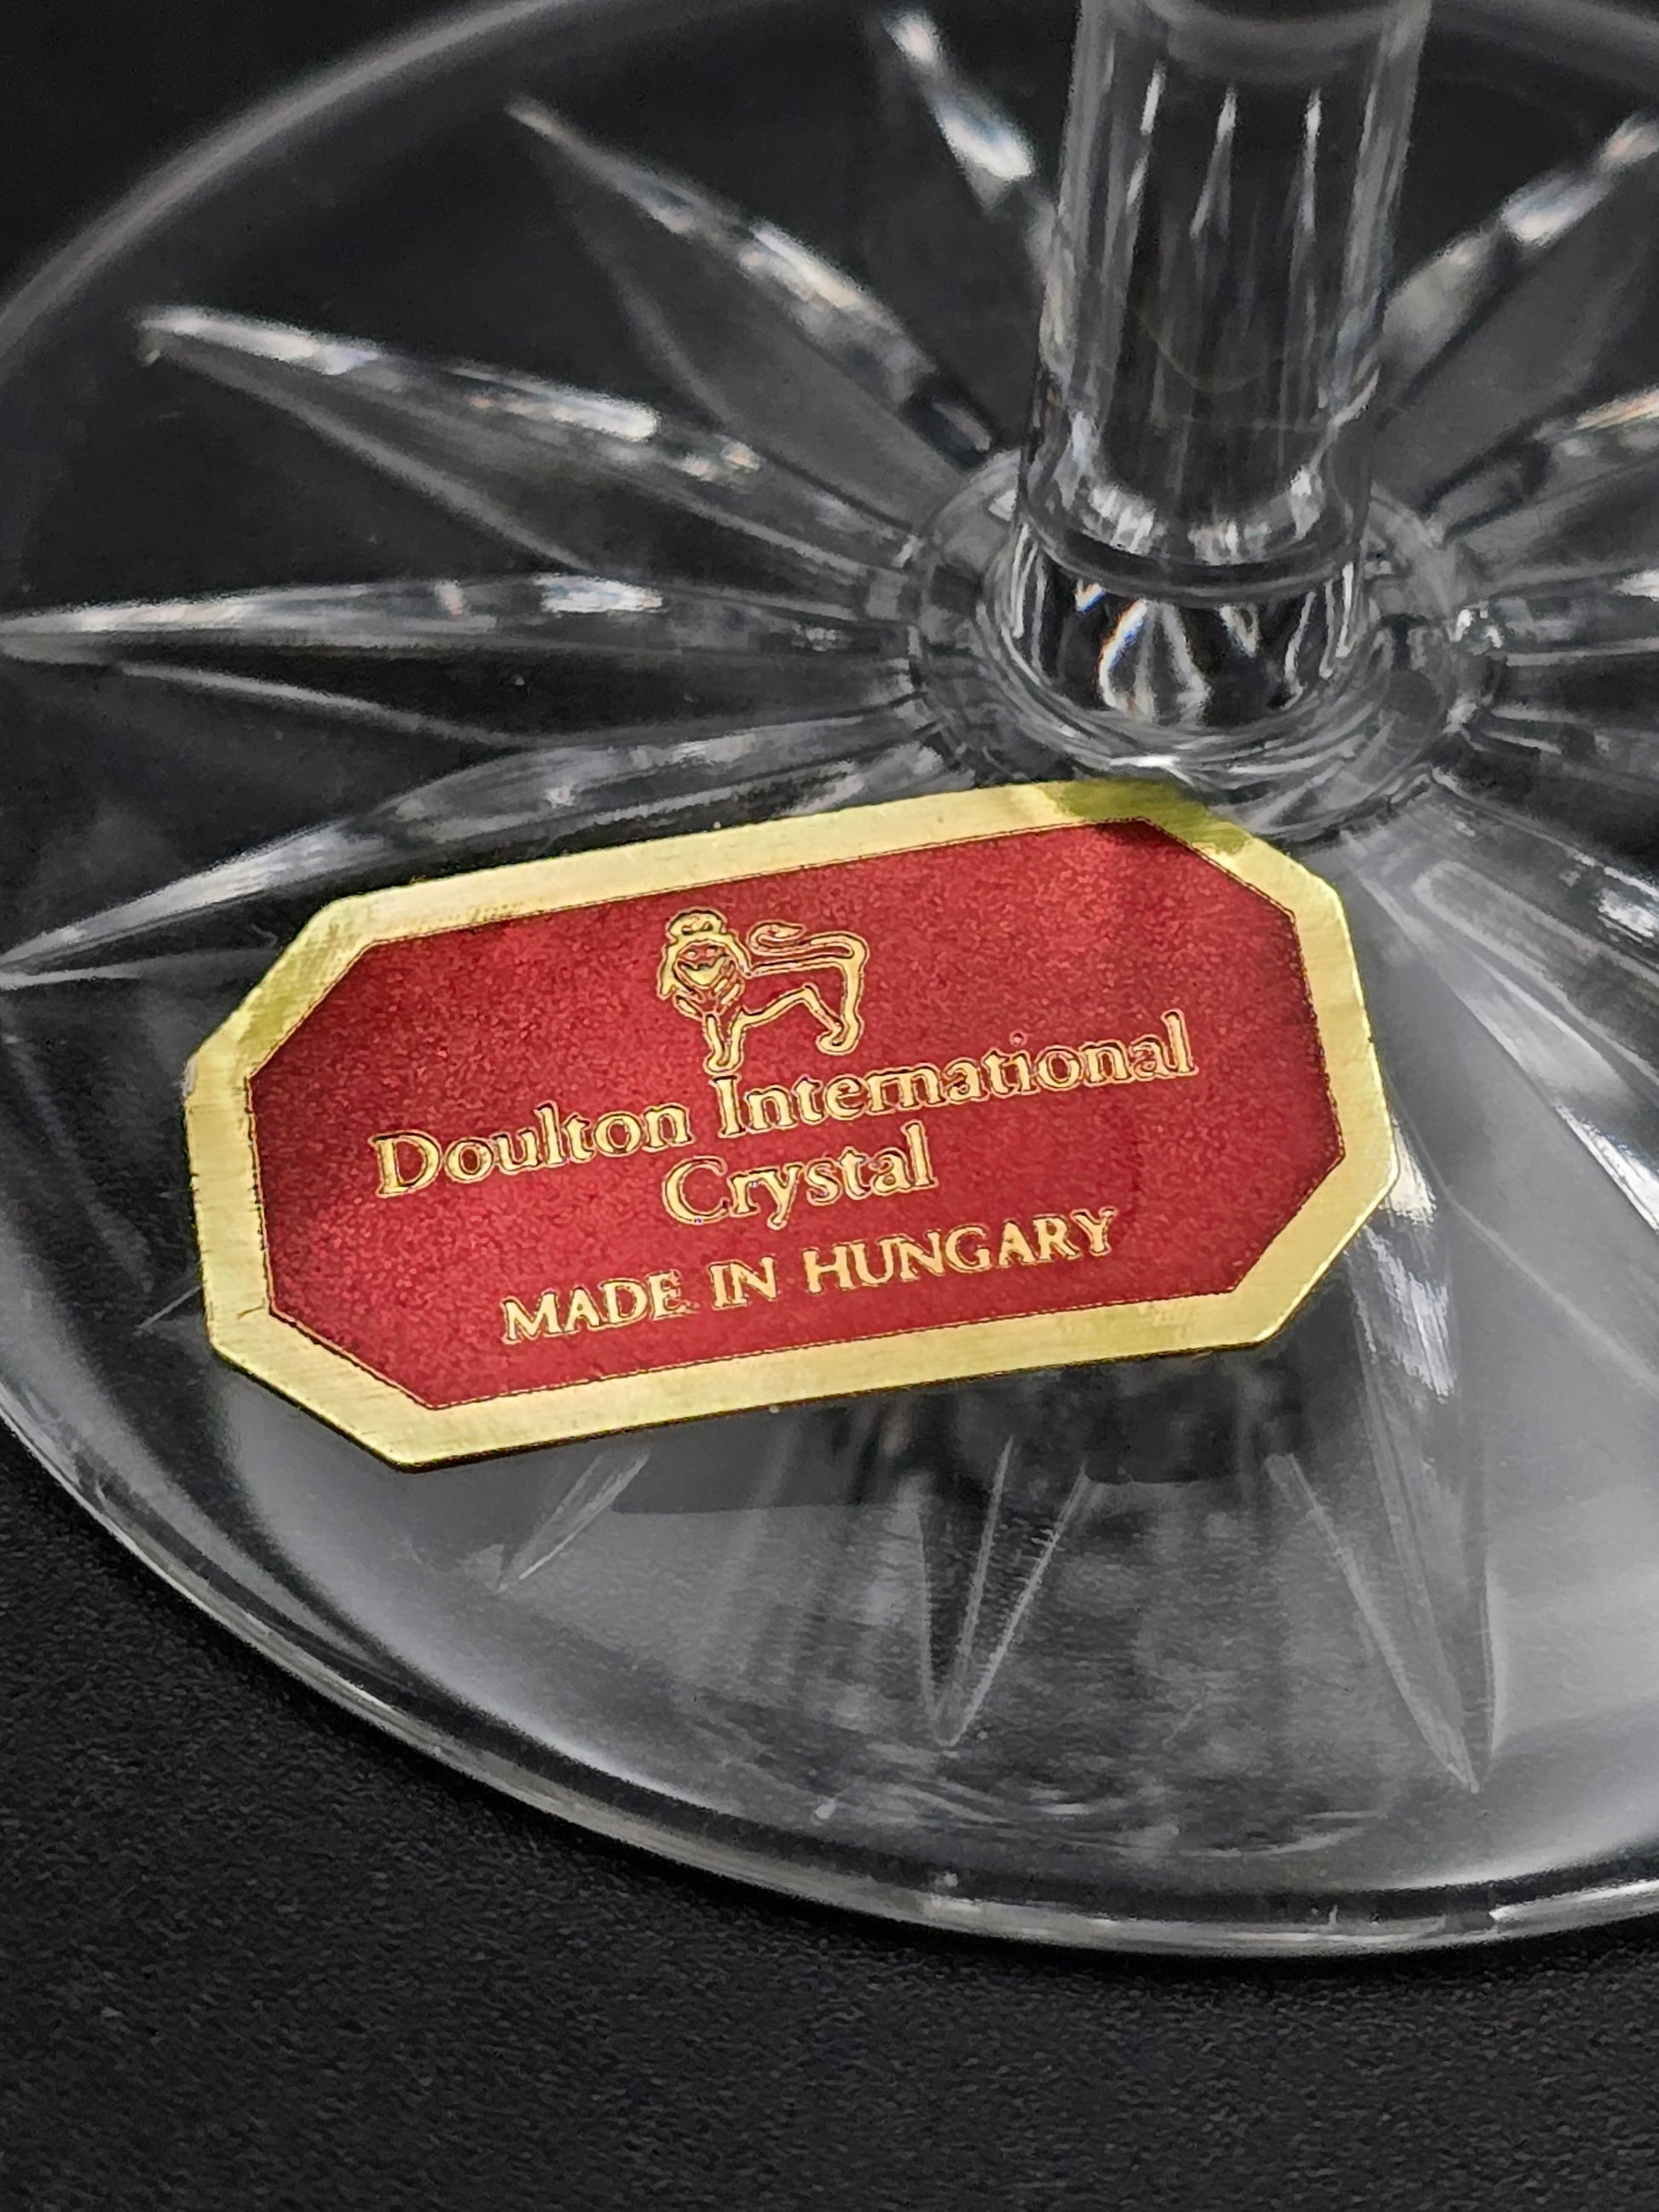 Doulton International
Crystal
MADE IN HUNGARY